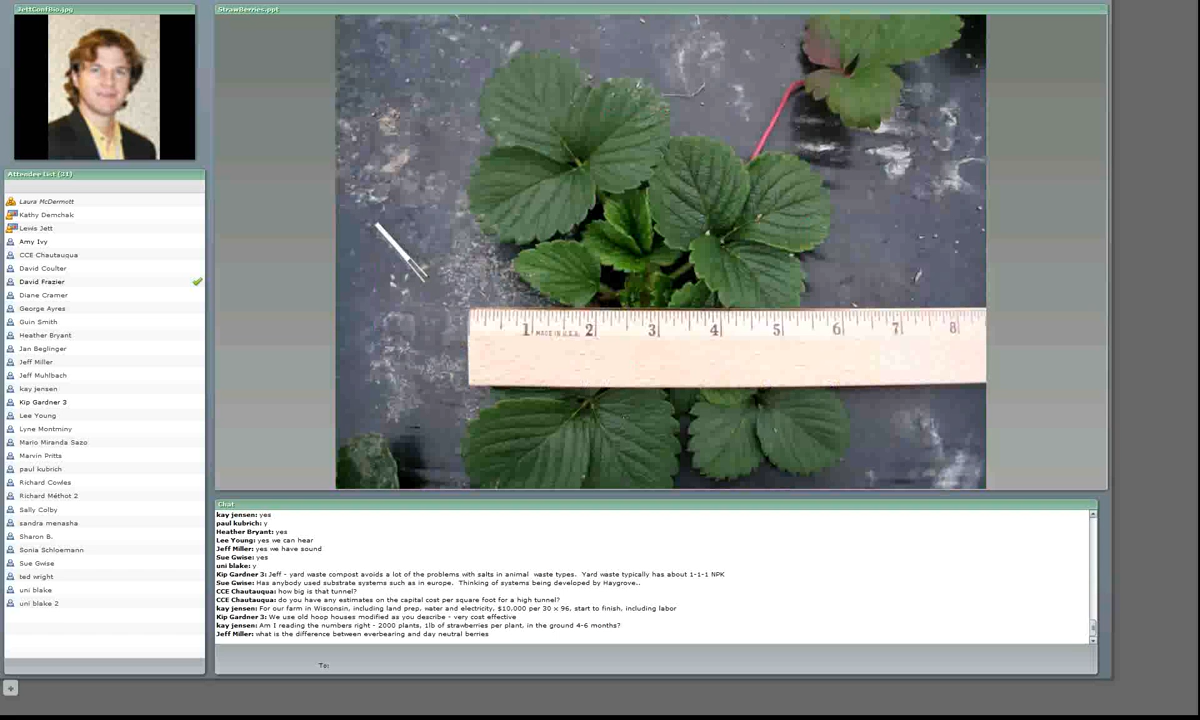 JettConfBio.jpg
StrawBerries.ppt
Attendee List (31)
Laura McDermott
Kathy Demchak
Lewis Jett
Amy Ivy
CCE Chautauqua
David Coulter
David Frazier
Diane Cramer
George Ayres
Guin Smith
Heather Bryant
Jan Beglinger
Jeff Miller
Jeff Muhlbach
kay jensen
Kip Gardner 3
Lee Young
Lyne Montminy
Mario Miranda Sazo
Marvin Pritts
paul kubrich
Richard Cowles
Richard Méthot 2
Sally Colby
sandra menasha
Sharon B.
Sonia Schloemann
Sue Gwise
ted wright
uni blake
uni blake 2
1 MADE IN U.S.A. 2 3 4 5 6 7 8
Chat
kay jensen: yes
paul kubrich: y
Heather Bryant: yes
Lee Young: yes we can hear
Jeff Miller: yes we have sound
Sue Gwise: yes
uni blake: y
Kip Gardner 3: Jeff - yard waste compost avoids a lot of the problems with salts in animal waste types. Yard waste typically has about 1-1-1 NPK
Sue Gwise: Has anybody used substrate systems such as in europe. Thinking of systems being developed by Haygrove..
CCE Chautauqua: how big is that tunnel?
CCE Chautauqua: do you have any estimates on the capital cost per square foot for a high tunnel?
kay jensen: For our farm in Wisconsin, including land prep, water and electricity, $10,000 per 30 x 96, start to finish, including labor
Kip Gardner 3: We use old hoop houses modified as you describe - very cost effective
kay jensen: Am I reading the numbers right - 2000 plants, 1lb of strawberries per plant, in the ground 4-6 months?
Jeff Miller: what is the difference between everbearing and day neutral berries
To: